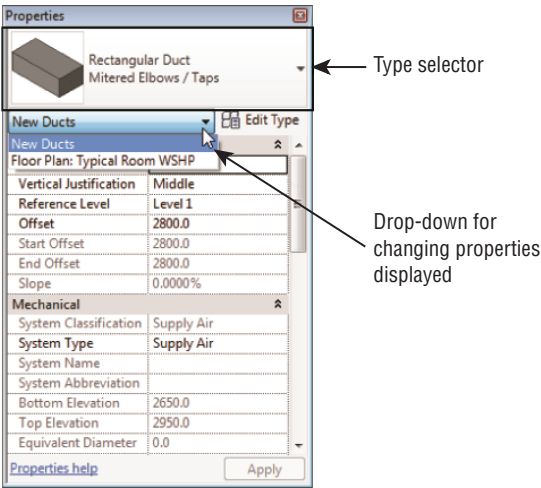 Properties
Rectangular Duct
Mitered Elbows / Taps
Type selector
New Ducts
Edit Type
New Ducts
Floor Plan: Typical Room WSHP
Vertical Justification Middle
Reference Level Level 1
Offset 2800.0
Start Offset 2800.0
End Offset 2800.0
Slope 0.0000%
Drop-down for
changing properties
displayed
Mechanical
System Classification Supply Air
System Type Supply Air
System Name
System Abbreviation
Bottom Elevation 2650.0
Top Elevation 2950.0
Equivalent Diameter 0.0
Properties help
Apply